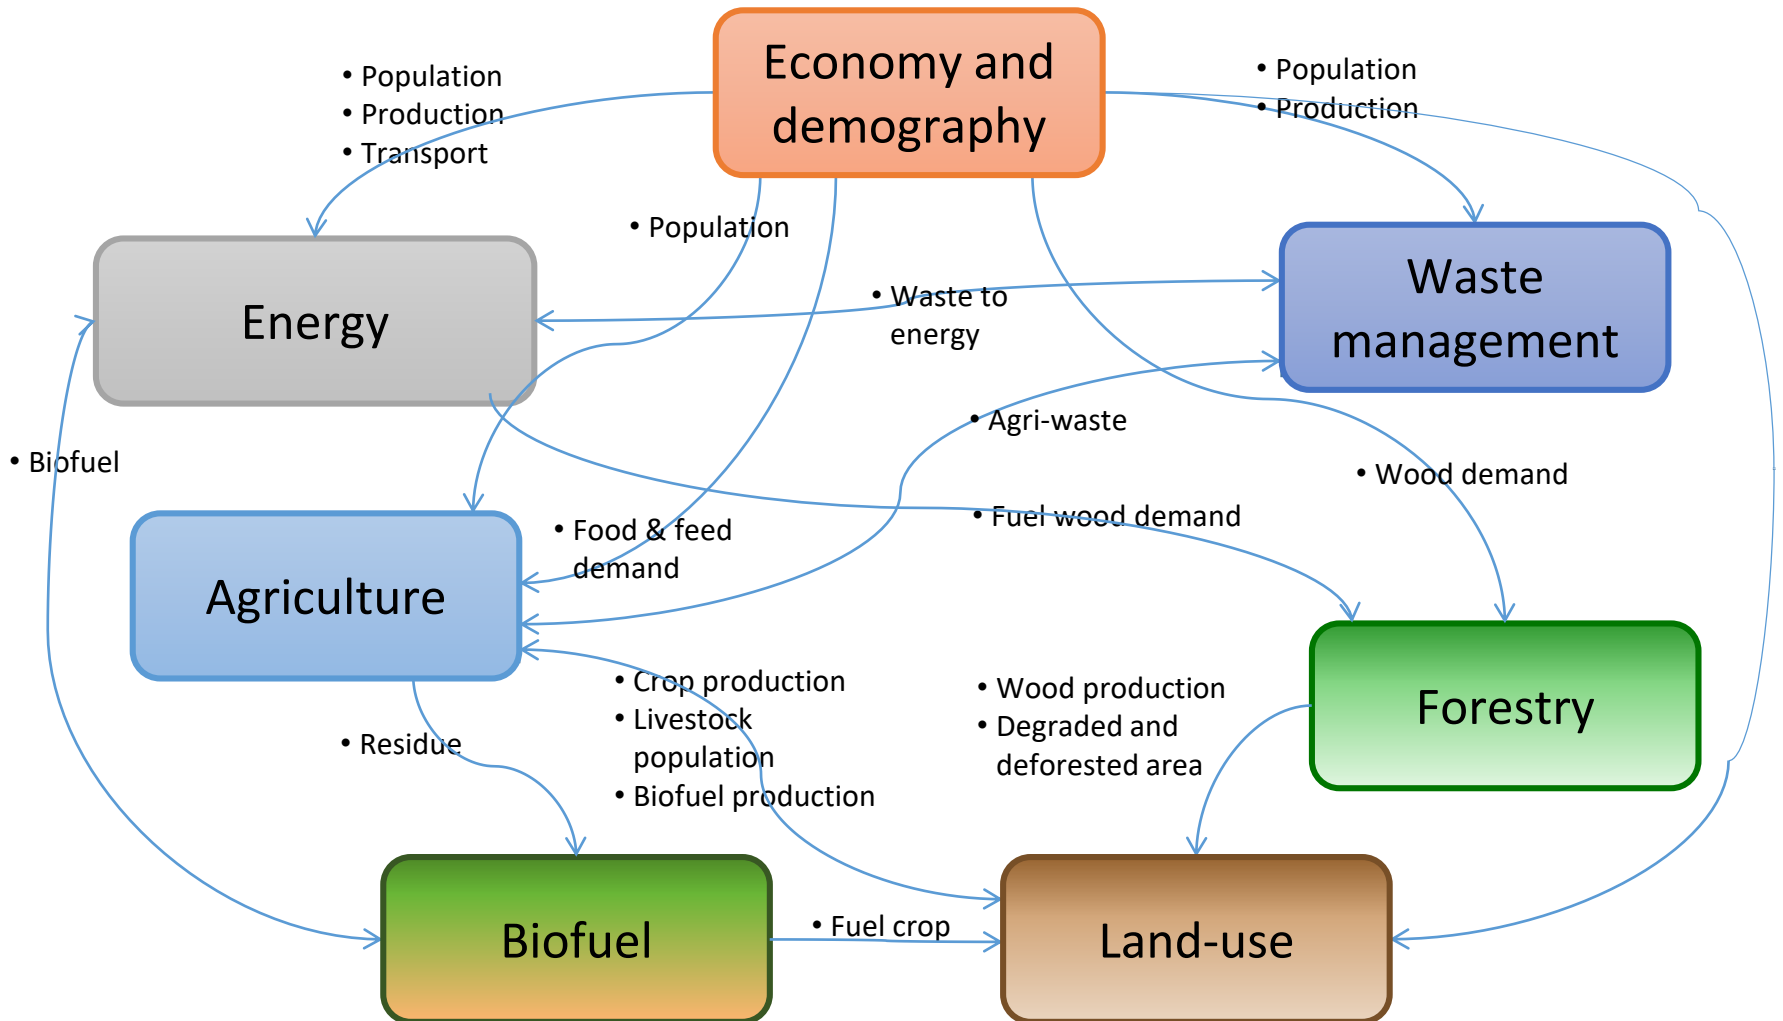 Economy and
demography
• Population
• Production
• Transport
• Population
• Production
• Population
Energy
• Waste to
energy
Waste
management
• Biofuel
• Agri-waste
• Wood demand
• Food & feed
demand
• Fuel wood demand
Agriculture
• Crop production
• Livestock
population
• Biofuel production
• Wood production
• Degraded and
deforested area
Forestry
• Residue
Biofuel
• Fuel crop
Land-use